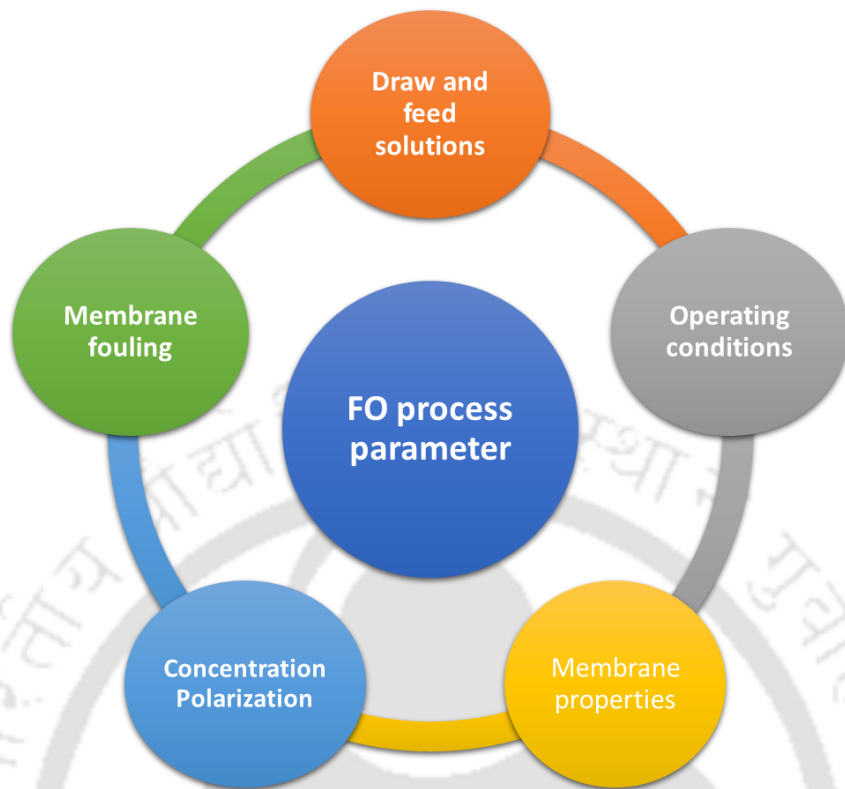 Draw and
feed
solutions
Membrane
fouling
Operating
conditions
FO process
parameter
Concentration
Polarization
Membrane
properties